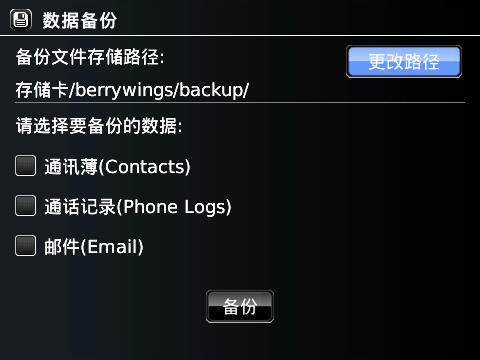 数据备份
备份文件存储路径:
更改路径
存储卡/berrywings/backup/
请选择要备份的数据:
通讯薄(Contacts)
通话记录(Phone Logs)
邮件(Email)
备份